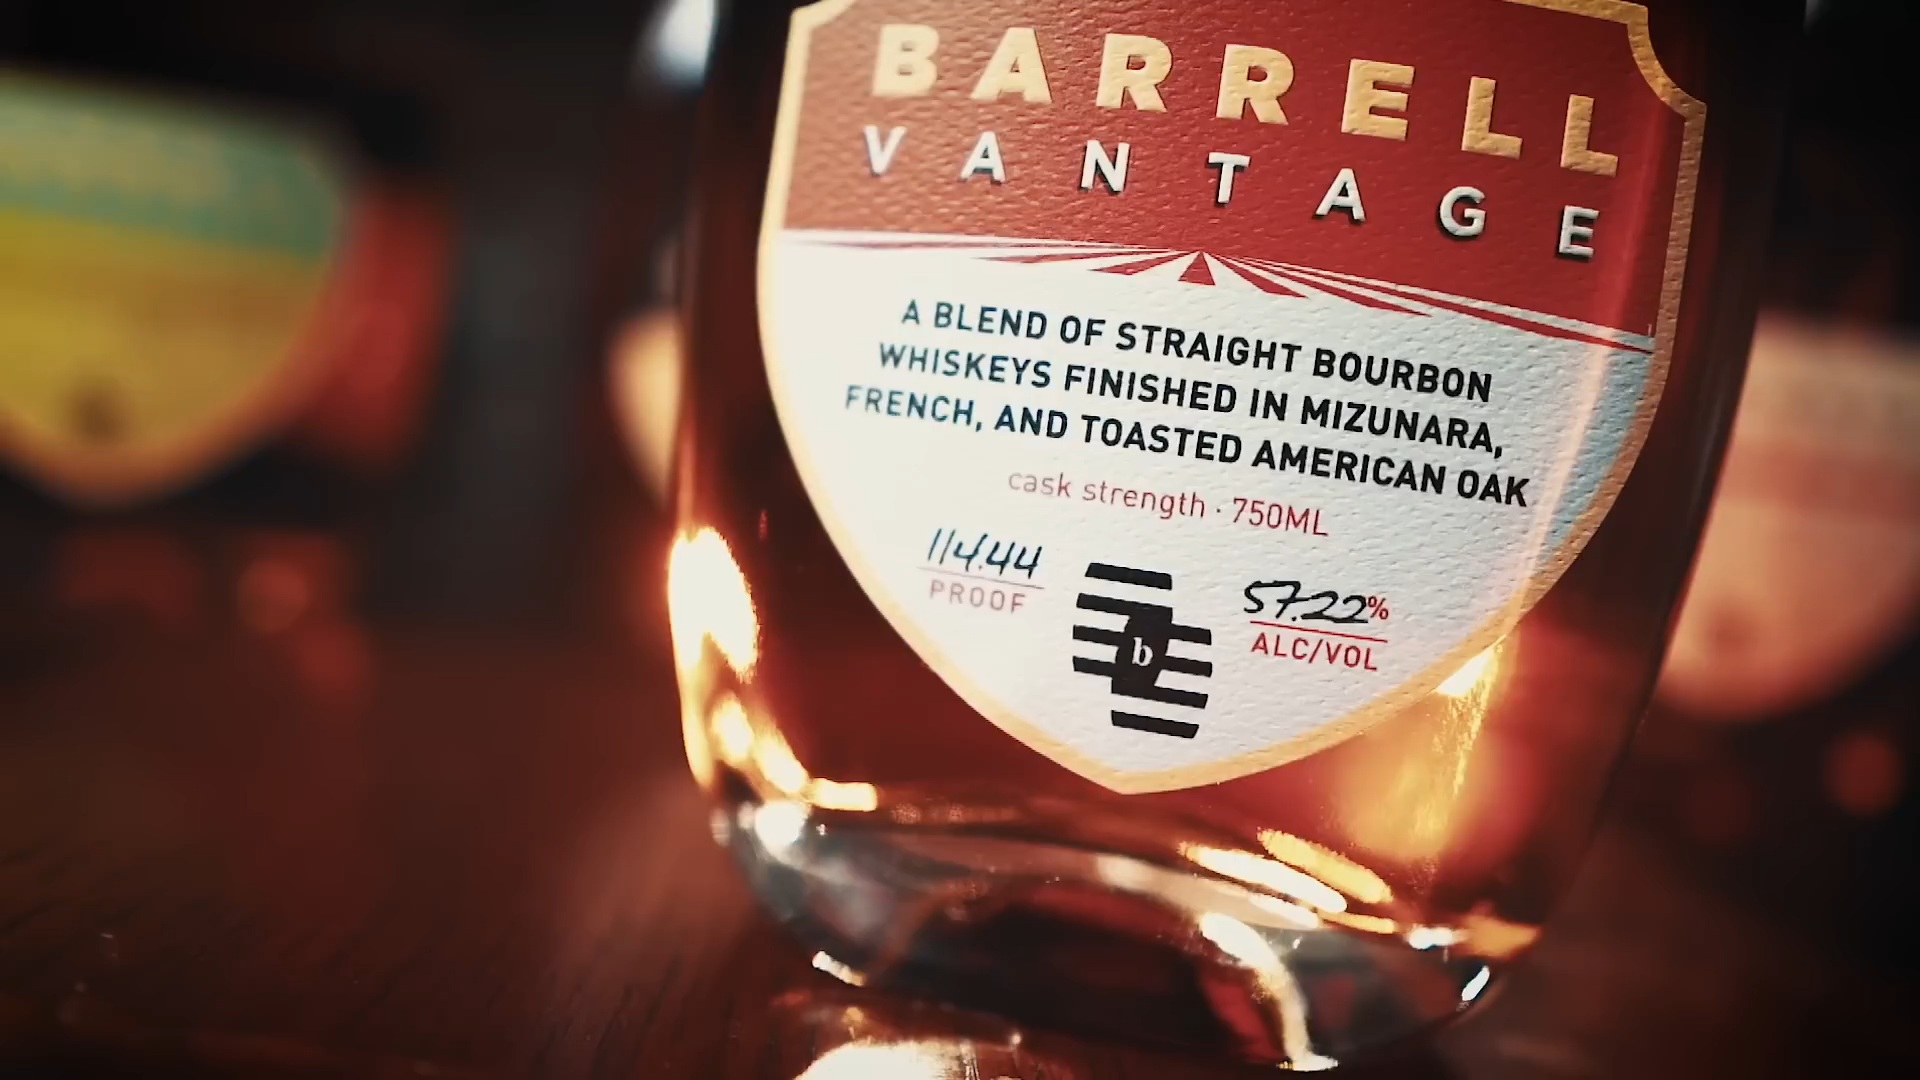 BARRELL
VANTAGE
A BLEND OF STRAIGHT BOURBON
WHISKEYS FINISHED IN MIZUNARA,
FRENCH, AND TOASTED AMERICAN OAK
cask strength · 750ML
114.44
PROOF
b
57.22%
ALC/VOL